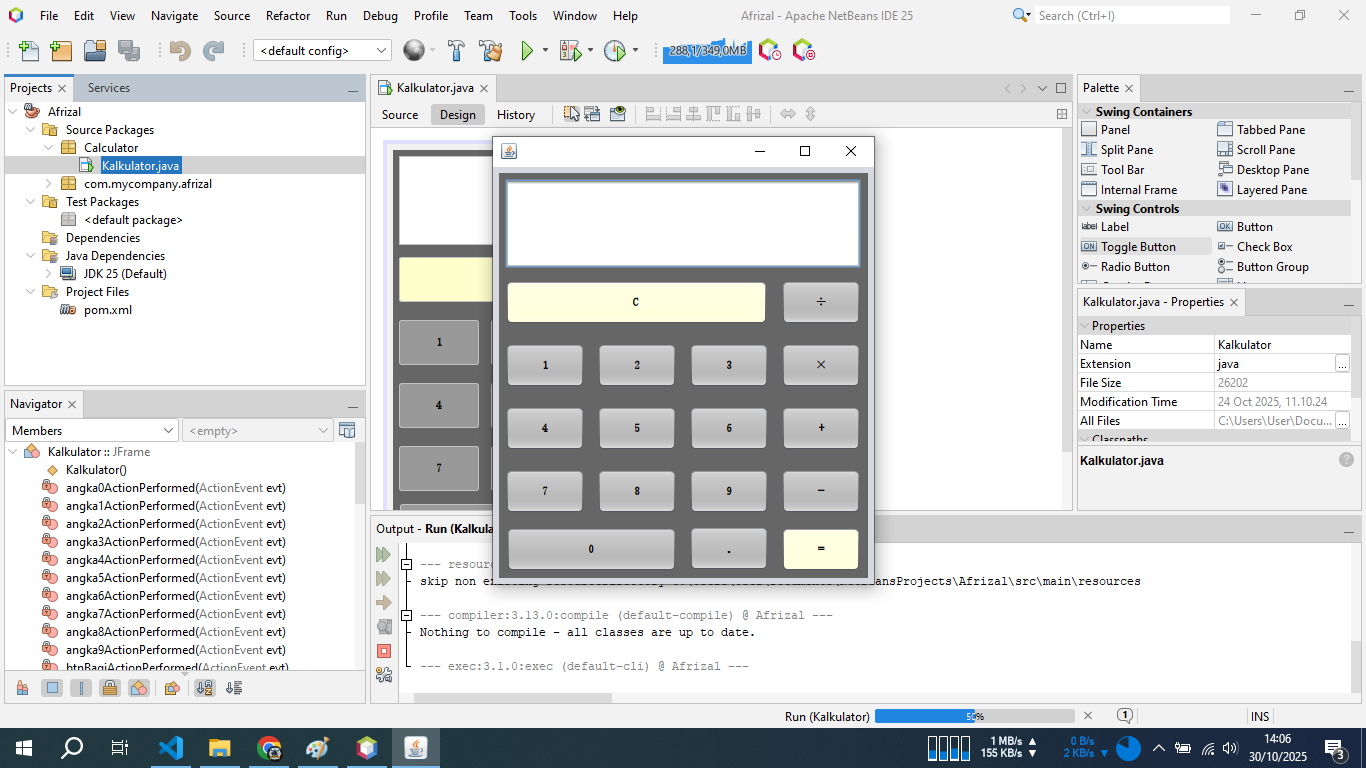 File Edit View Navigate Source Refactor Run Debug Profile Team Tools Window Help
Afrizal - Apache NetBeans IDE 25
Search (Ctrl+I)
<default config>
288,1/349,0MB
Projects
Services
Afrizal
Source Packages
Calculator
Kalkulator.java
com.mycompany.afrizal
Test Packages
<default package>
Dependencies
Java Dependencies
JDK 25 (Default)
Project Files
pom.xml
Navigator
Members
<empty>
Kalkulator :: JFrame
Kalkulator()
angka0ActionPerformed(ActionEvent evt)
angka1ActionPerformed(ActionEvent evt)
angka2ActionPerformed(ActionEvent evt)
angka3ActionPerformed(ActionEvent evt)
angka4ActionPerformed(ActionEvent evt)
angka5ActionPerformed(ActionEvent evt)
angka6ActionPerformed(ActionEvent evt)
angka7ActionPerformed(ActionEvent evt)
angka8ActionPerformed(ActionEvent evt)
angka9ActionPerformed(ActionEvent evt)
btnBagiActionPerformed(ActionEvent evt)
Kalkulator.java
Source Design History
1
4
7
C ÷
1 2 3 ×
4 5 6 +
7 8 9 −
0 . =
Output - Run (Kalkula
--- resour
skip non
ansProjects\Afrizal\src\main\resources
--- compiler:3.13.0:compile (default-compile) @ Afrizal ---
Nothing to compile - all classes are up to date.
--- exec:3.1.0:exec (default-cli) @ Afrizal ---
Palette
Swing Containers
Panel Tabbed Pane
Split Pane Scroll Pane
Tool Bar Desktop Pane
Internal Frame Layered Pane
Swing Controls
label Label OK Button
ON Toggle Button Check Box
Radio Button Button Group
Kalkulator.java - Properties
Properties
Name Kalkulator
Extension java ...
File Size 26202
Modification Time 24 Oct 2025, 11.10.24
All Files C:\Users\User\Docu... ...
Classpaths
Kalkulator.java
Run (Kalkulator)
1
INS
1 MB/s
155 KB/s
0 B/s
2 KB/s
14:06
30/10/2025
3